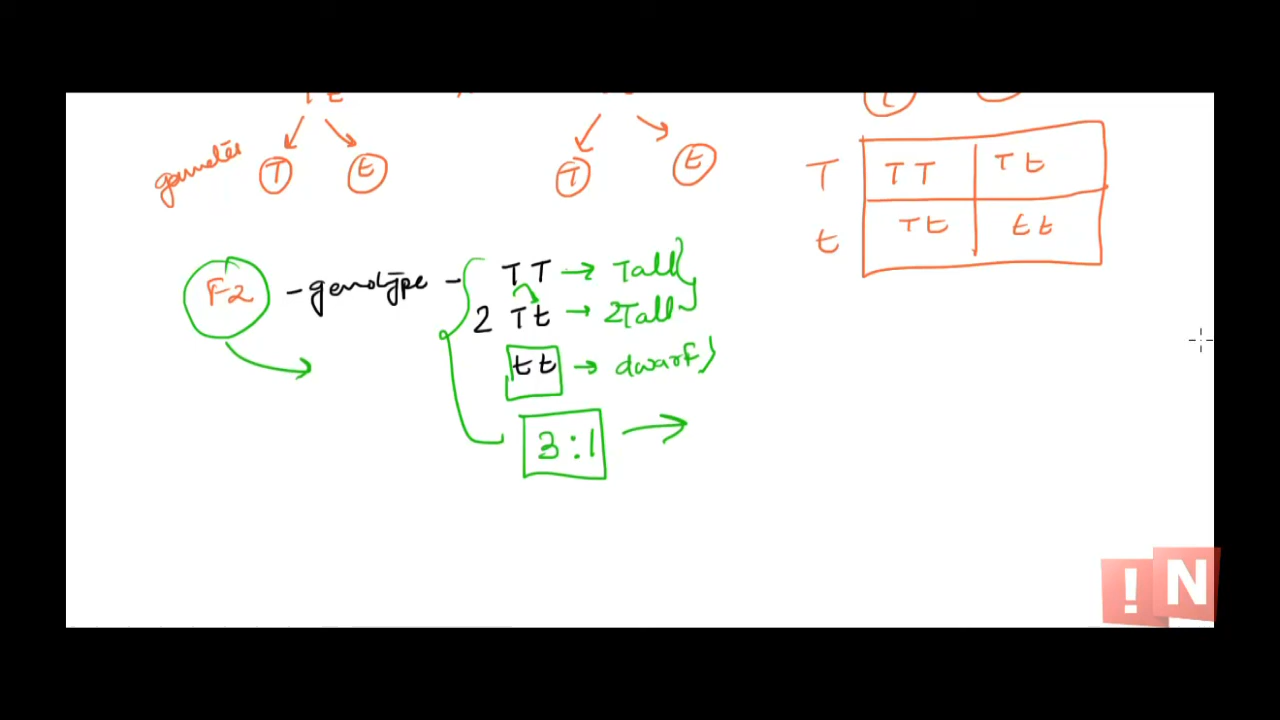 T t
gametes T t T t
T TT Tt
t Tt tt
F2 - genotype - TT → Tall
2 Tt → 2Tall
tt → dwarf
3:1 →
!N